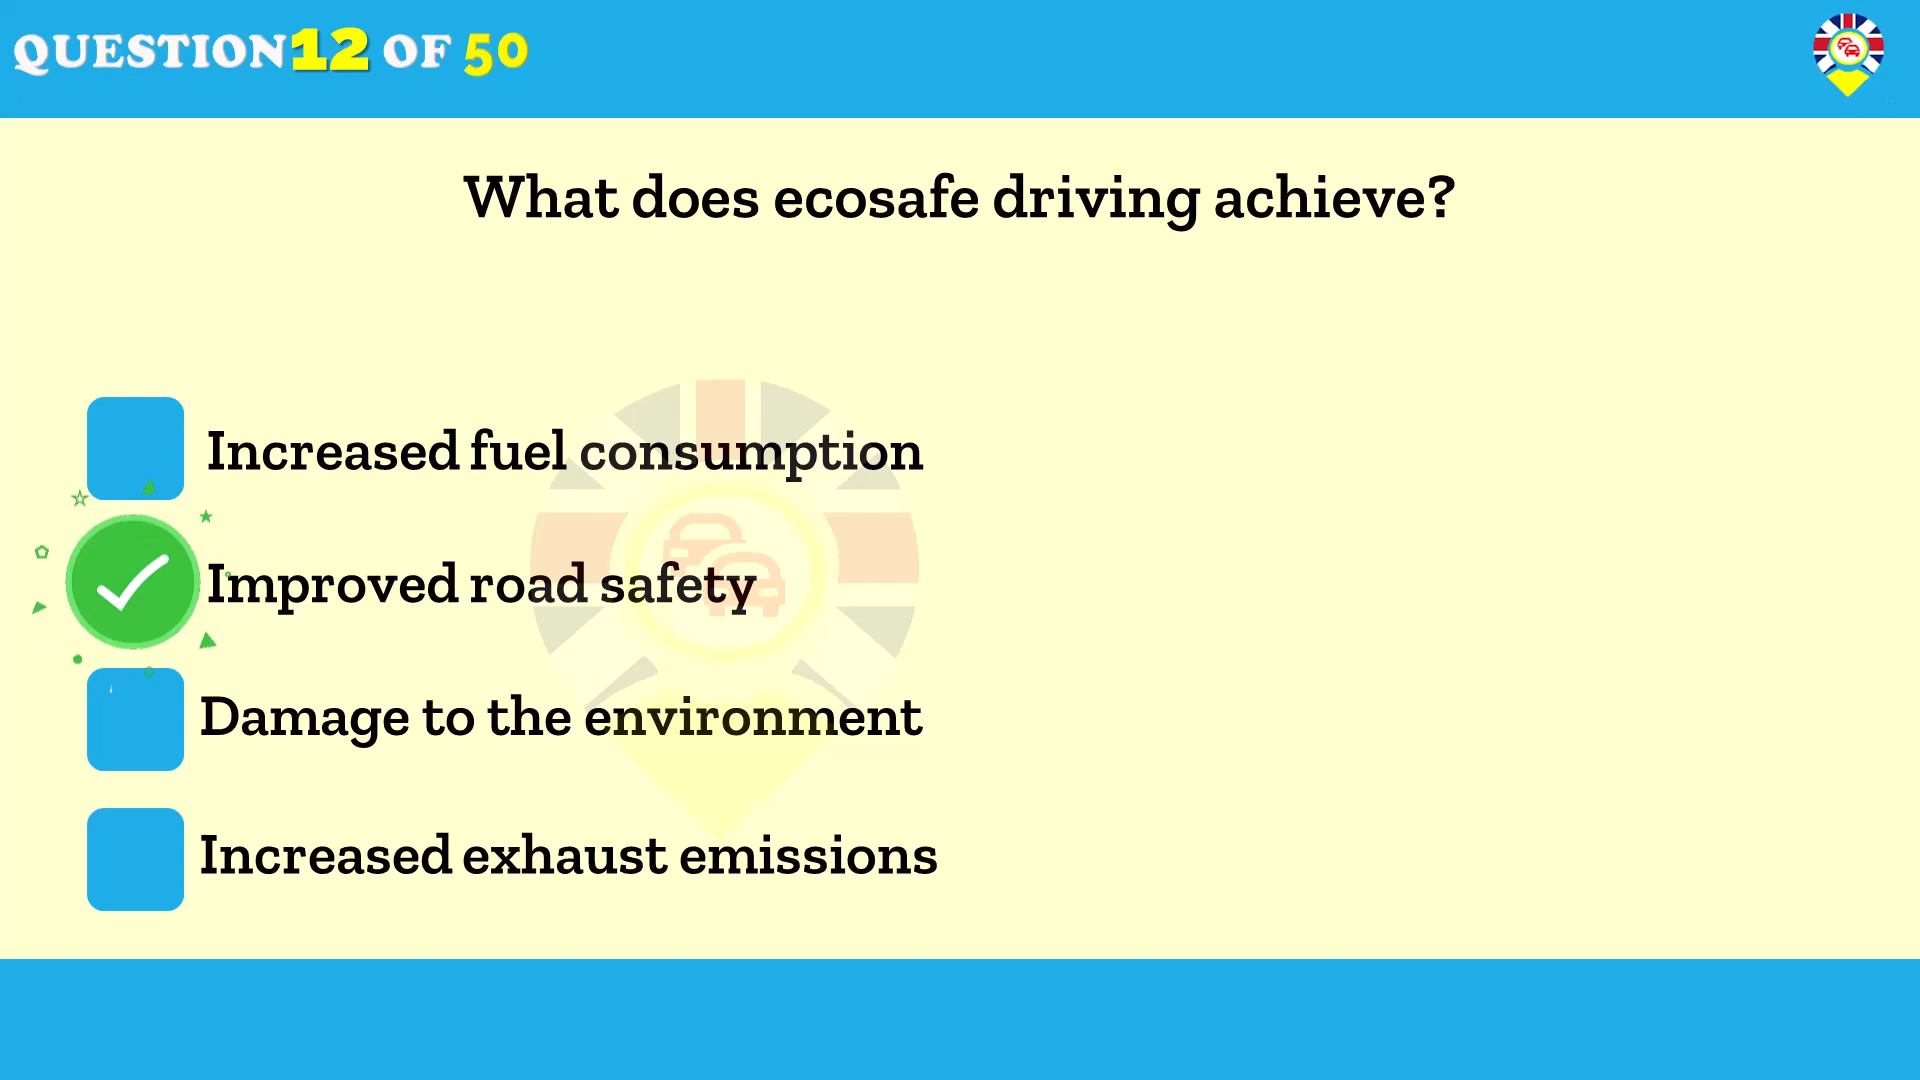 QUESTION 12 OF 50
What does ecosafe driving achieve?
Increased fuel consumption
Improved road safety
Damage to the environment
Increased exhaust emissions